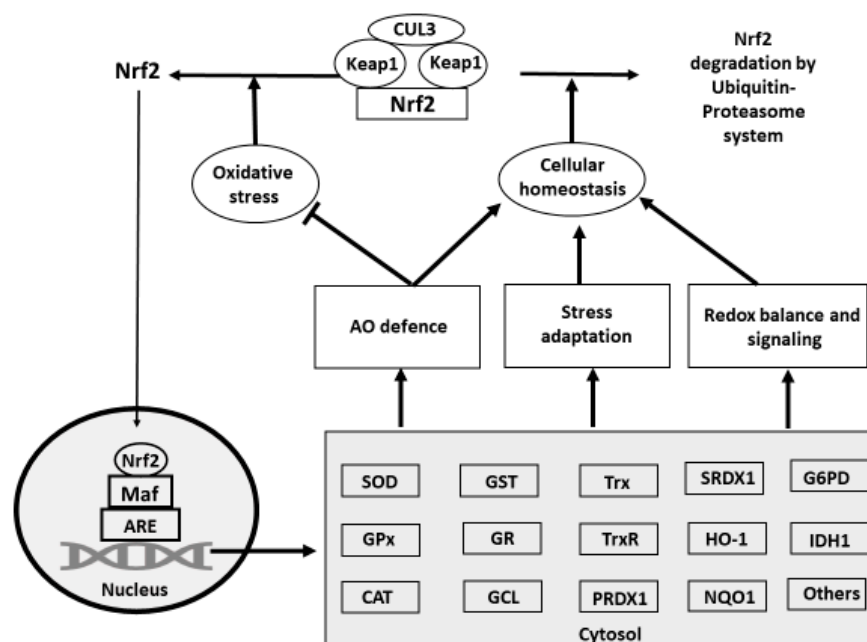 CUL3
Keap1 Keap1
Nrf2
Nrf2
Nrf2
degradation by
Ubiquitin-
Proteasome
system
Oxidative
stress
Cellular
homeostasis
AO defence
Stress
adaptation
Redox balance and
signaling
Nrf2
Maf
ARE
Nucleus
SOD GST Trx SRDX1 G6PD
GPx GR TrxR HO-1 IDH1
CAT GCL PRDX1 NQO1 Others
Cytosol